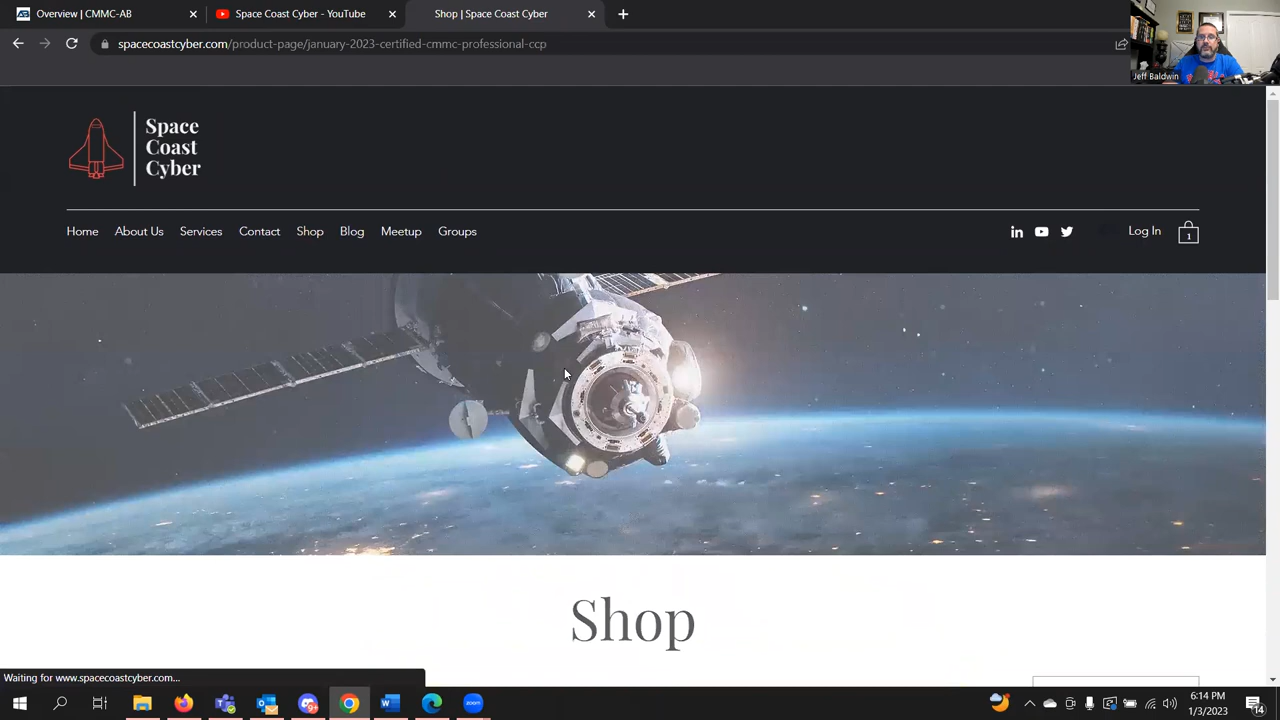 Overview | CMMC-AB
Space Coast Cyber - YouTube
Shop | Space Coast Cyber
spacecoastcyber.com/product-page/january-2023-certified-cmmc-professional-ccp
Jeff Baldwin
Space
Coast
Cyber
Home About Us Services Contact Shop Blog Meetup Groups
Log In
1
Shop
Waiting for www.spacecoastcyber.com...
6:14 PM
1/3/2023
14